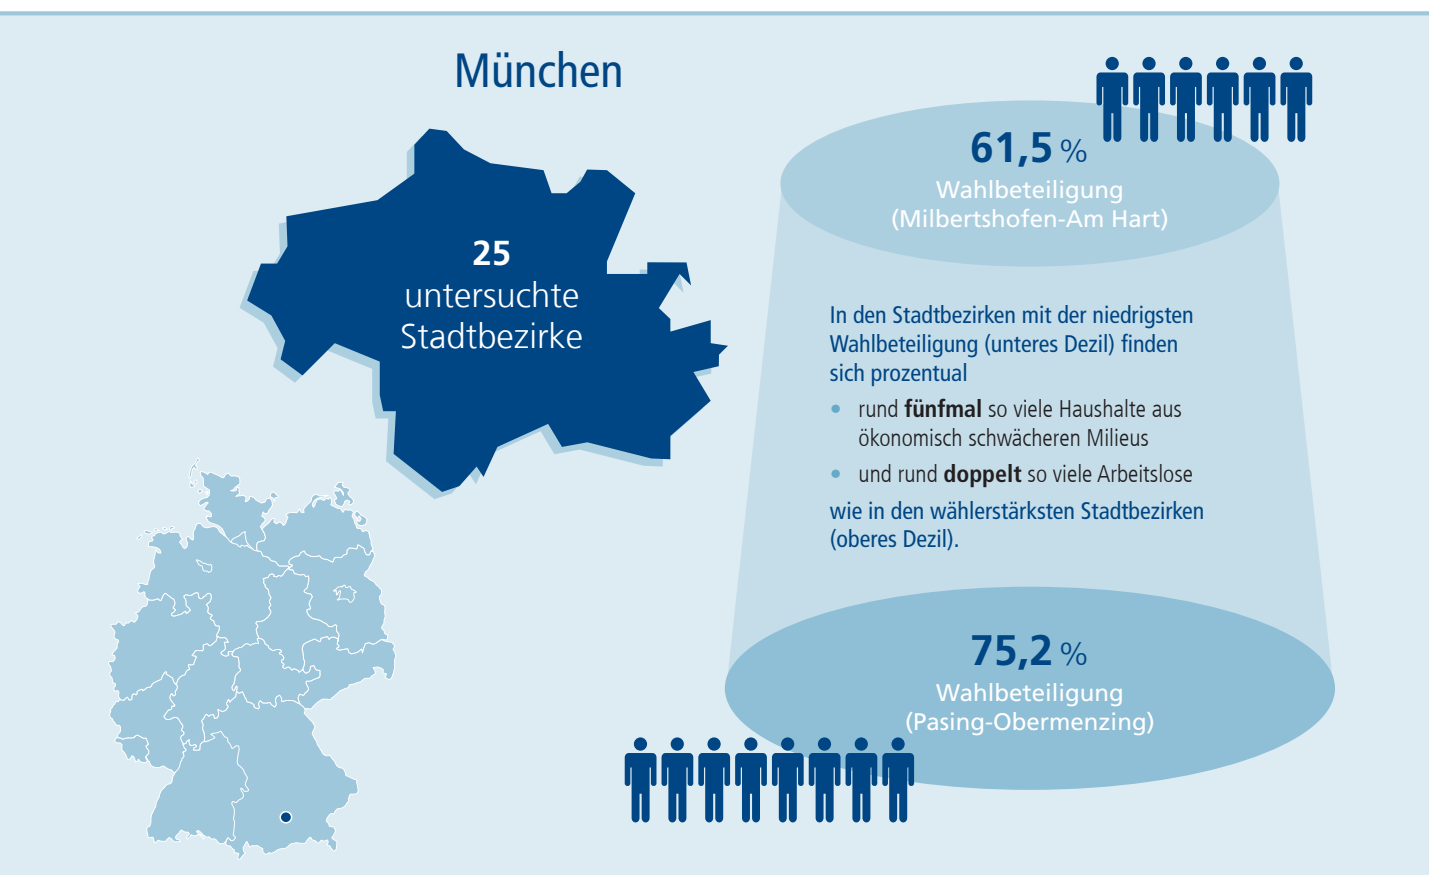 München
25
untersuchte
Stadtbezirke
61,5 %
Wahlbeteiligung
(Milbertshofen-Am Hart)
In den Stadtbezirken mit der niedrigsten
Wahlbeteiligung (unteres Dezil) finden
sich prozentual
• rund fünfmal so viele Haushalte aus
ökonomisch schwächeren Milieus
• und rund doppelt so viele Arbeitslose
wie in den wählerstärksten Stadtbezirken
(oberes Dezil).
75,2 %
Wahlbeteiligung
(Pasing-Obermenzing)